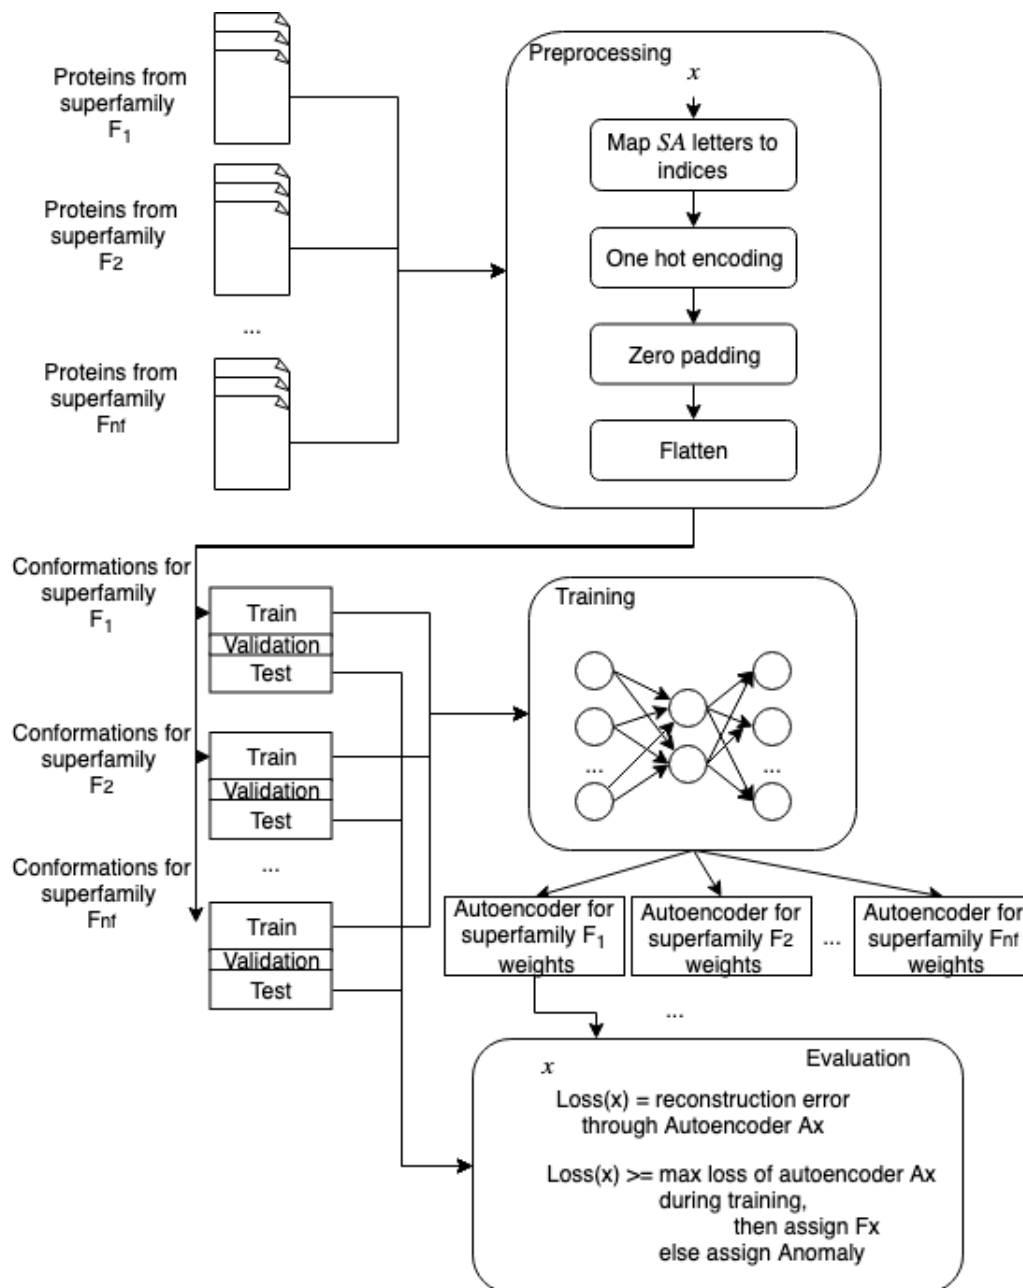 Proteins from
superfamily
F1
Proteins from
superfamily
F2
...
Proteins from
superfamily
Fnf
Preprocessing
x
Map SA letters to
indices
One hot encoding
Zero padding
Flatten
Conformations for
superfamily
F1
Train
Validation
Test
Conformations for
superfamily
F2
Train
Validation
Test
...
Conformations for
superfamily
Fnf
Train
Validation
Test
Training
...
...
Autoencoder for
superfamily F1
weights
Autoencoder for
superfamily F2
weights
...
Autoencoder for
superfamily Fnf
weights
...
Evaluation
x
Loss(x) = reconstruction error
through Autoencoder Ax
Loss(x) >= max loss of autoencoder Ax
during training,
then assign Fx
else assign Anomaly